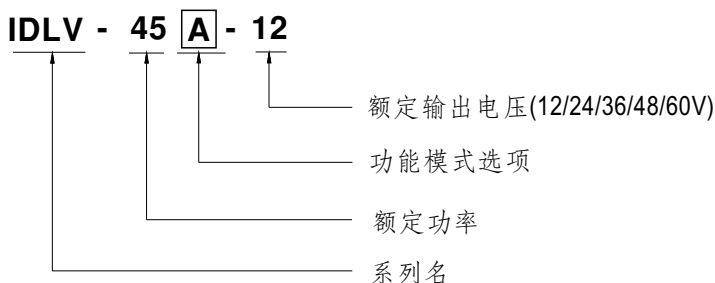 IDLV - 45 A - 12
额定输出电压(12/24/36/48/60V)
功能模式选项
额定功率
系列名